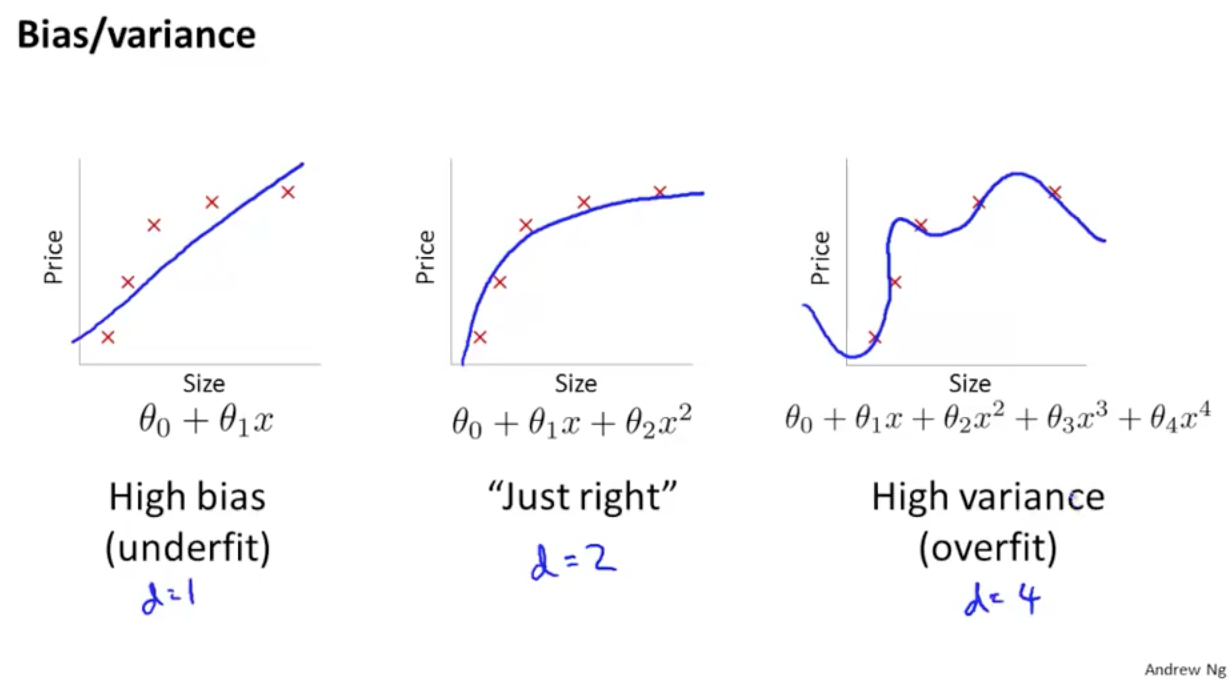 Bias/variance
Price
Size
θ₀ + θ₁x
High bias
(underfit)
d=1
Price
Size
θ₀ + θ₁x + θ₂x²
“Just right”
d=2
Price
Size
θ₀ + θ₁x + θ₂x² + θ₃x³ + θ₄x⁴
High variance
(overfit)
d=4
Andrew Ng